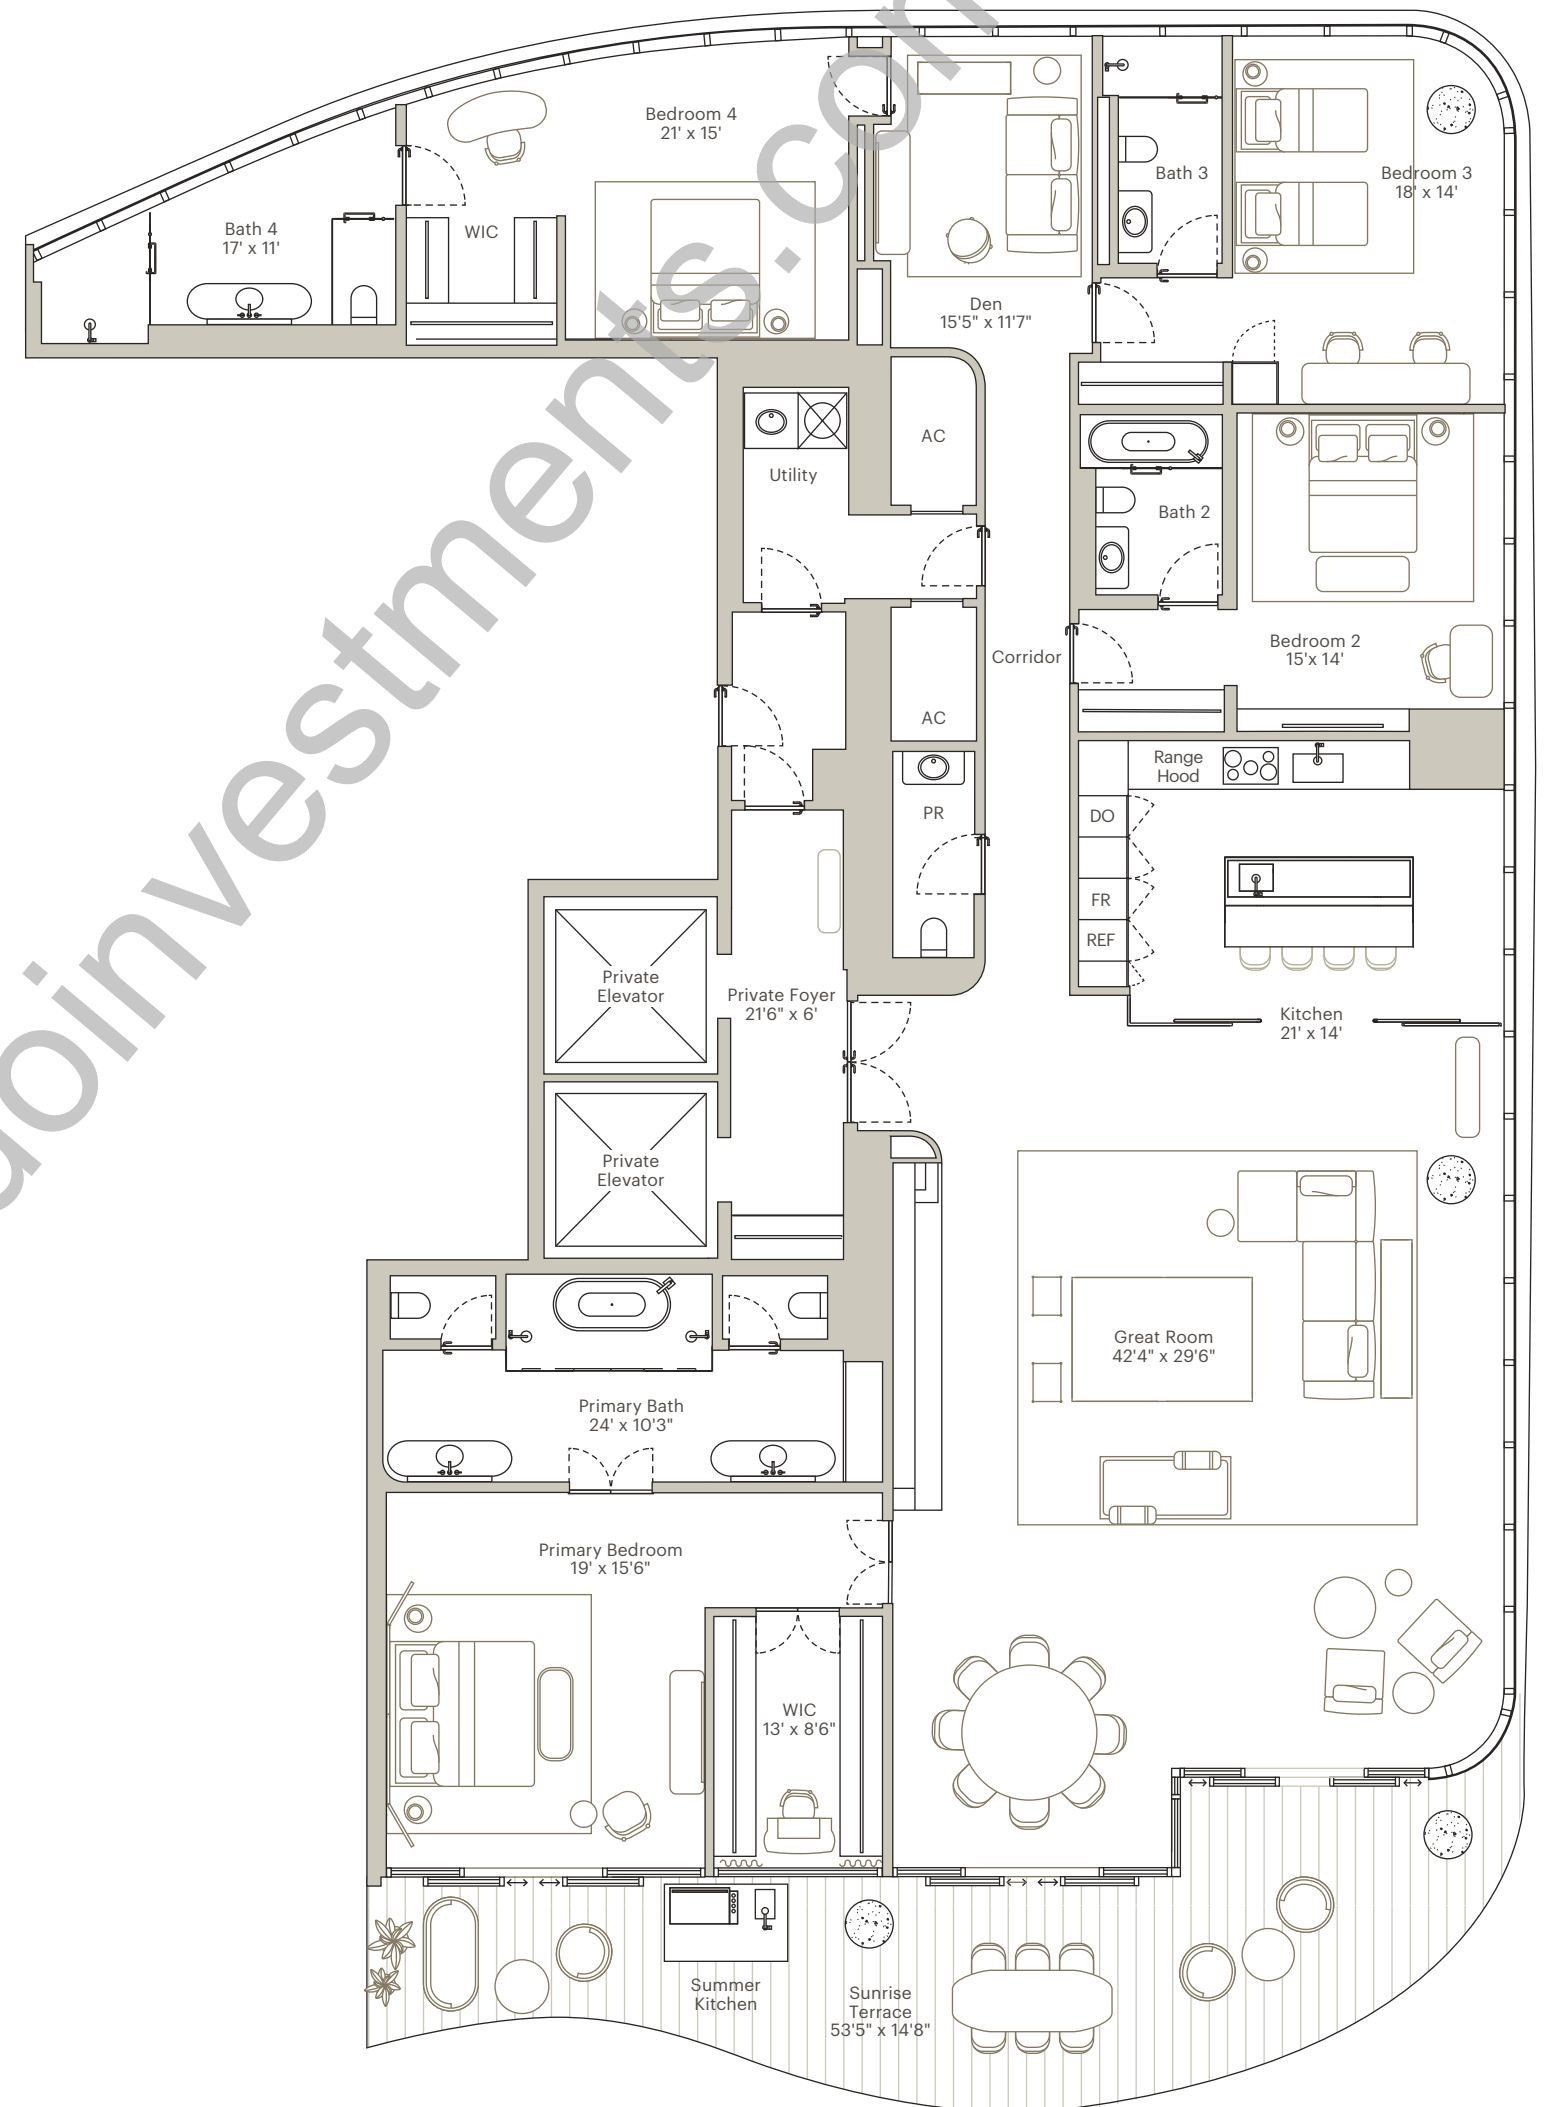 Bedroom 4
21' x 15'
Bath 3
Bedroom 3
18' x 14'
Bath 4
17' x 11'
WIC
Den
15'5" x 11'7"
AC
Utility
Bath 2
Bedroom 2
15'x 14'
Corridor
AC
Range
Hood
DO
PR
FR
REF
Private
Elevator
Private Foyer
21'6" x 6'
Kitchen
21' x 14'
Private
Elevator
Great Room
42'4" x 29'6"
Primary Bath
24' x 10'3"
Primary Bedroom
19' x 15'6"
WIC
13' x 8'6"
Summer
Kitchen
Sunrise
Terrace
53'5" x 14'8"
oinvestments.com